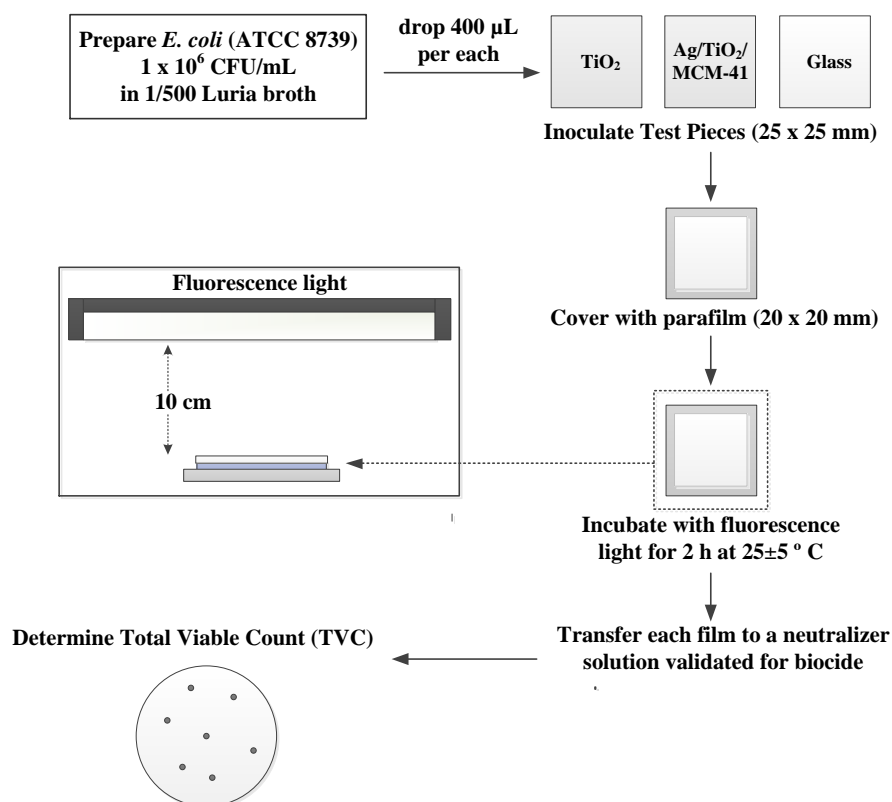 Prepare E. coli (ATCC 8739)
1 x 10⁶ CFU/mL
in 1/500 Luria broth
drop 400 µL
per each
TiO₂
Ag/TiO₂/
MCM-41
Glass
Inoculate Test Pieces (25 x 25 mm)
Cover with parafilm (20 x 20 mm)
Fluorescence light
10 cm
Incubate with fluorescence
light for 2 h at 25±5 º C
Transfer each film to a neutralizer
solution validated for biocide
Determine Total Viable Count (TVC)